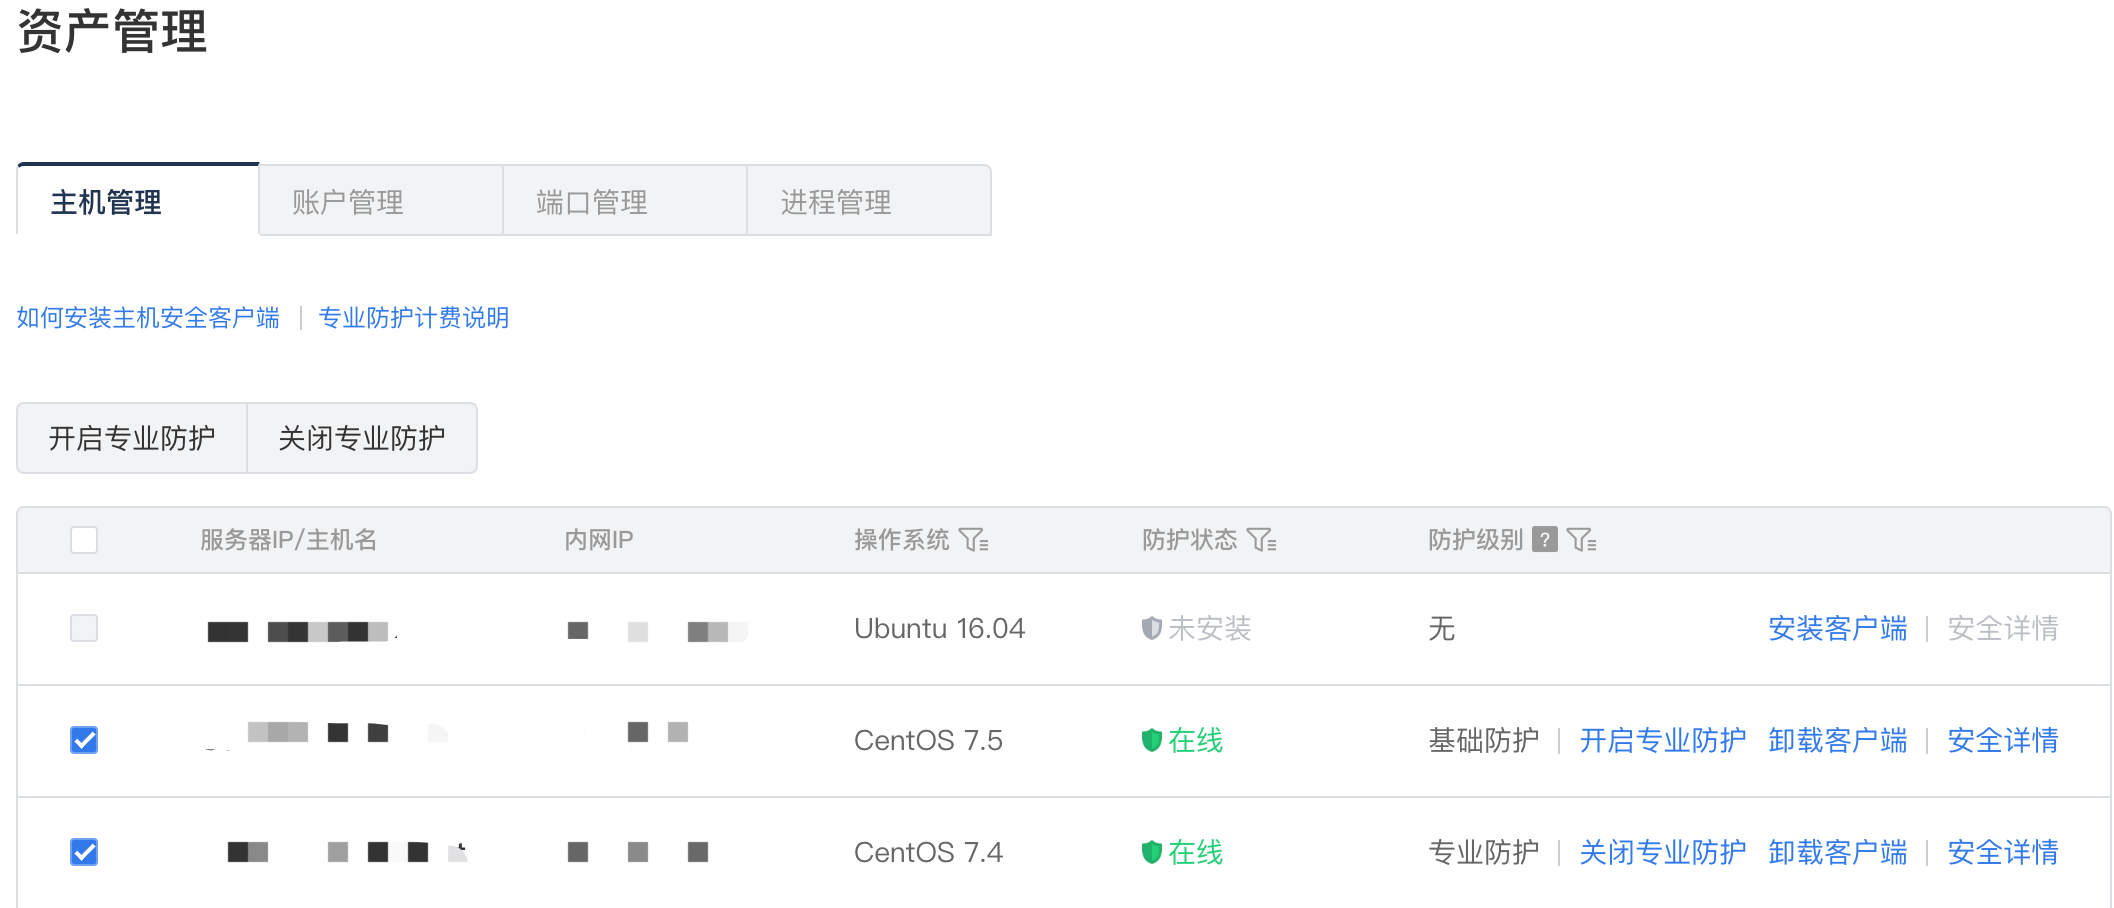 资产管理
主机管理 账户管理 端口管理 进程管理
如何安装主机安全客户端 | 专业防护计费说明
开启专业防护 关闭专业防护
服务器IP/主机名 内网IP 操作系统 防护状态 防护级别 ?
Ubuntu 16.04 未安装 无 安装客户端 | 安全详情
CentOS 7.5 在线 基础防护 | 开启专业防护 卸载客户端 | 安全详情
CentOS 7.4 在线 专业防护 | 关闭专业防护 卸载客户端 | 安全详情